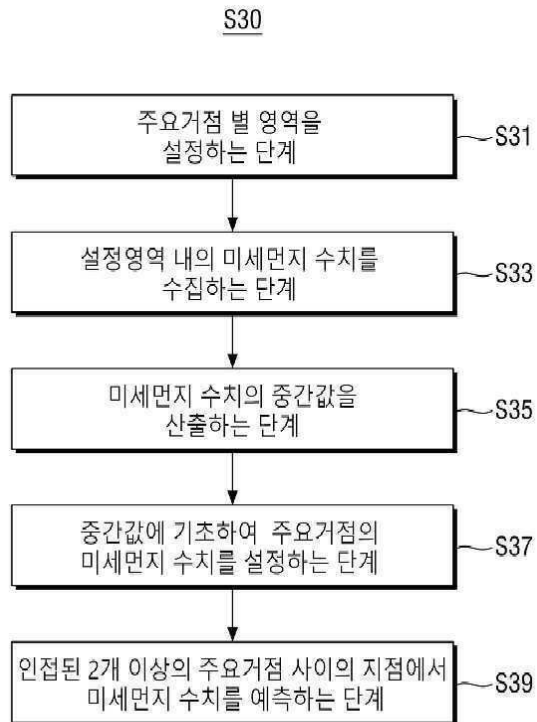 S30
주요거점 별 영역을
설정하는 단계
S31
설정영역 내의 미세먼지 수치를
수집하는 단계
S33
미세먼지 수치의 중간값을
산출하는 단계
S35
중간값에 기초하여 주요거점의
미세먼지 수치를 설정하는 단계
S37
인접된 2개 이상의 주요거점 사이의 지점에서
미세먼지 수치를 예측하는 단계
S39